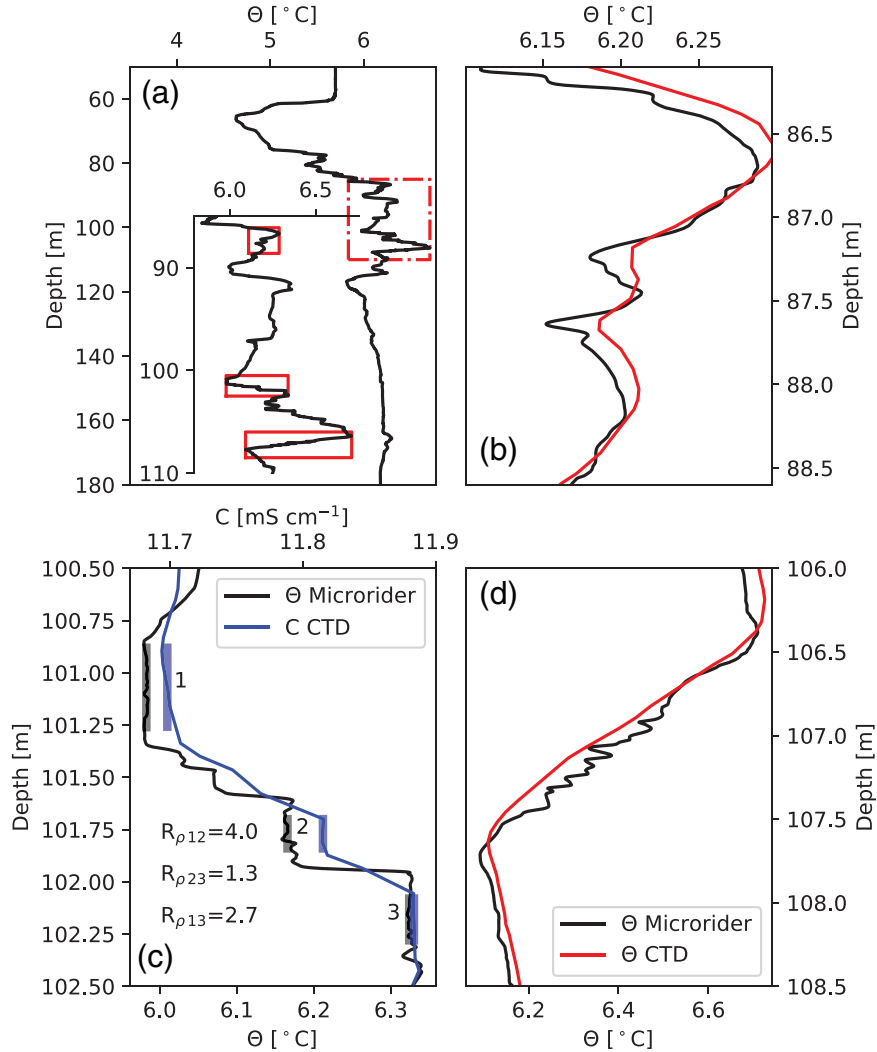 Θ [°C]
4 5 6
Θ [°C]
6.15 6.20 6.25
(a)
60
80
100
120
140
160
180
Depth [m]
6.0 6.5
90
100
110
86.5
87.0
87.5
88.0
88.5
Depth [m]
(b)
C [mS cm⁻¹]
11.7 11.8 11.9
100.50
100.75
101.00
101.25
101.50
101.75
102.00
102.25
102.50
Depth [m]
Θ Microrider
C CTD
1
2
3
Rρ12=4.0
Rρ23=1.3
Rρ13=2.7
(c)
6.0 6.1 6.2 6.3
Θ [°C]
(d)
106.0
106.5
107.0
107.5
108.0
108.5
Depth [m]
Θ Microrider
Θ CTD
6.2 6.4 6.6
Θ [°C]